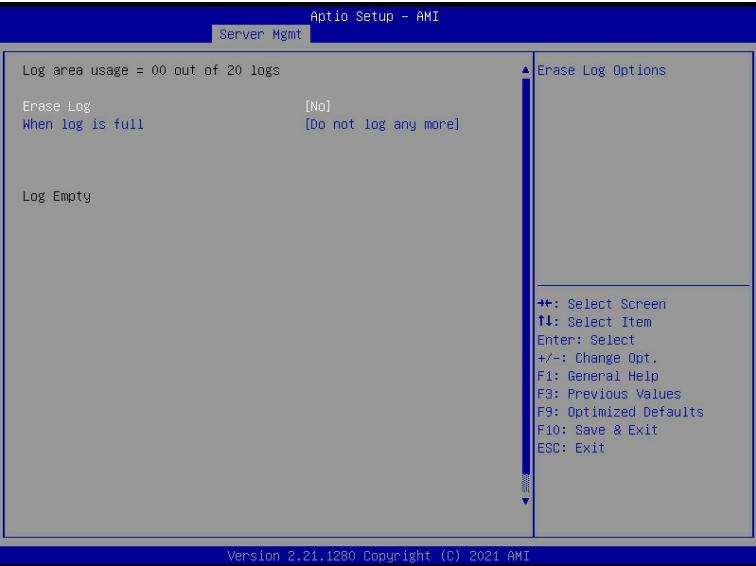 Aptio Setup – AMI
Server Mgmt
Log area usage = 00 out of 20 logs
Erase Log [No]
When log is full [Do not log any more]
Log Empty
Erase Log Options
→←: Select Screen
↑↓: Select Item
Enter: Select
+/-: Change Opt.
F1: General Help
F3: Previous Values
F9: Optimized Defaults
F10: Save & Exit
ESC: Exit
Version 2.21.1280 Copyright (C) 2021 AMI